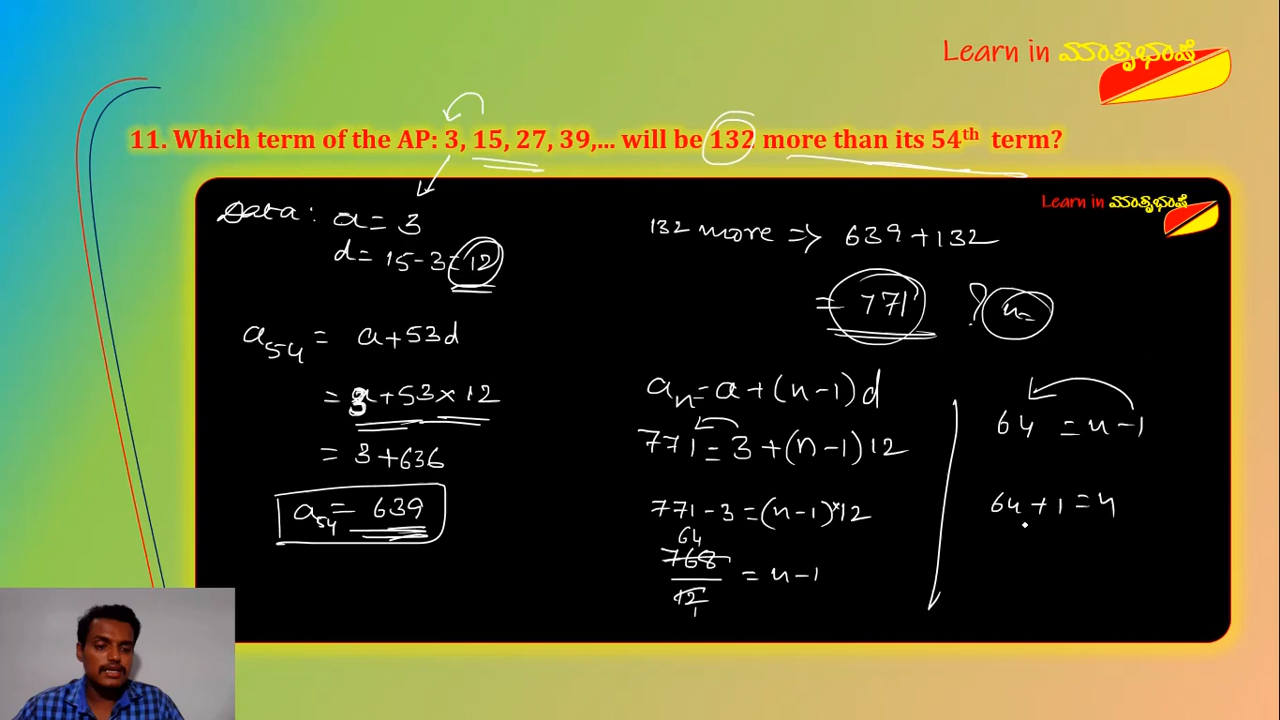 Learn in ಮಾತೃಭಾಷೆ
11. Which term of the AP: 3, 15, 27, 39,... will be 132 more than its 54th term?
Learn in ಮಾತೃಭಾಷೆ
Data: a = 3
d = 15 - 3 = 12
a54 = a + 53d
= 3 + 53 × 12
= 3 + 636
a54 = 639
132 more => 639 + 132
= 771 ? n =
an = a + (n - 1) d
771 = 3 + (n - 1) 12
771 - 3 = (n - 1) × 12
64
768
12
1
= n - 1
64 = n - 1
64 + 1 = n